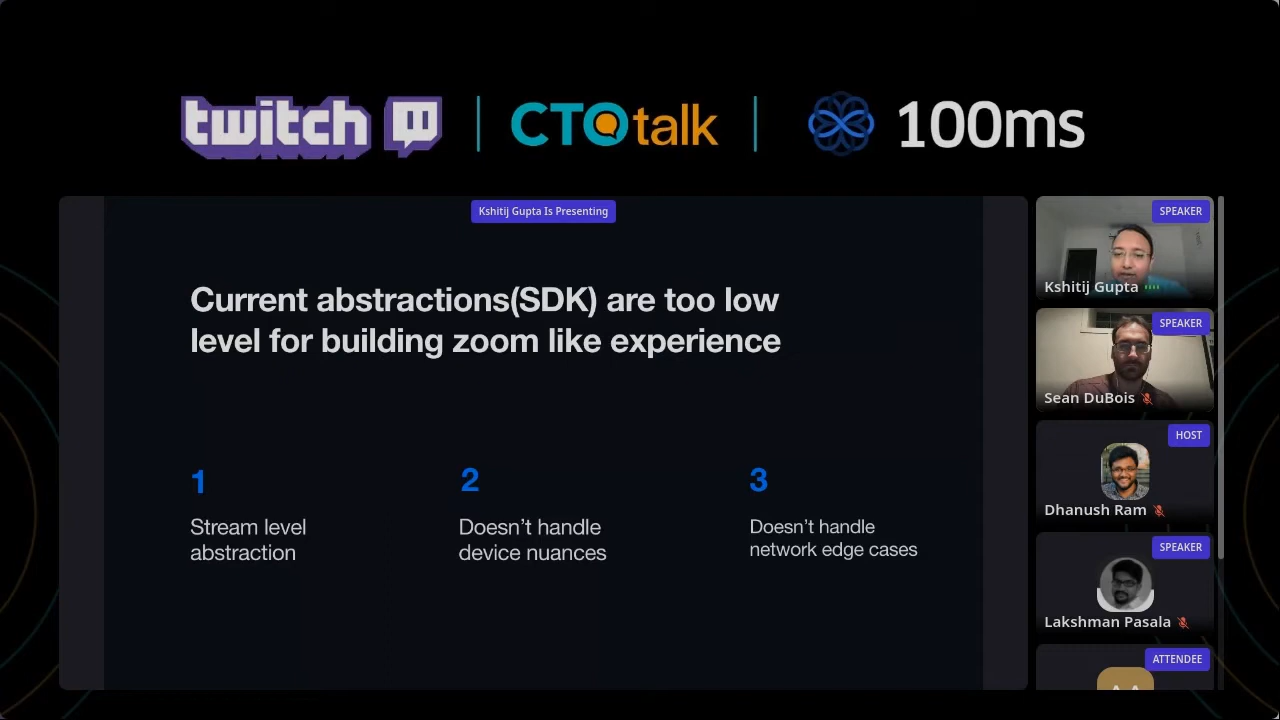 twitch
CTOtalk
100ms
Kshitij Gupta Is Presenting
Current abstractions(SDK) are too low
level for building zoom like experience
1
Stream level
abstraction
2
Doesn’t handle
device nuances
3
Doesn’t handle
network edge cases
SPEAKER
Kshitij Gupta
SPEAKER
Sean DuBois
HOST
Dhanush Ram
SPEAKER
Lakshman Pasala
ATTENDEE